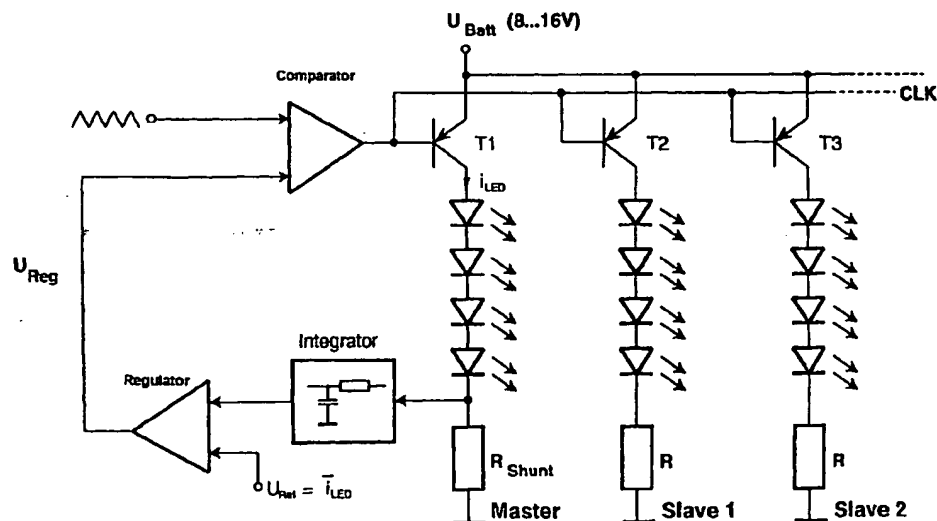 U Batt (8...16V)
Comparator
CLK
T1
T2
T3
i LED
U Reg
Integrator
Regulator
R Shunt
R
R
U Ref = i̅ LED
Master
Slave 1
Slave 2